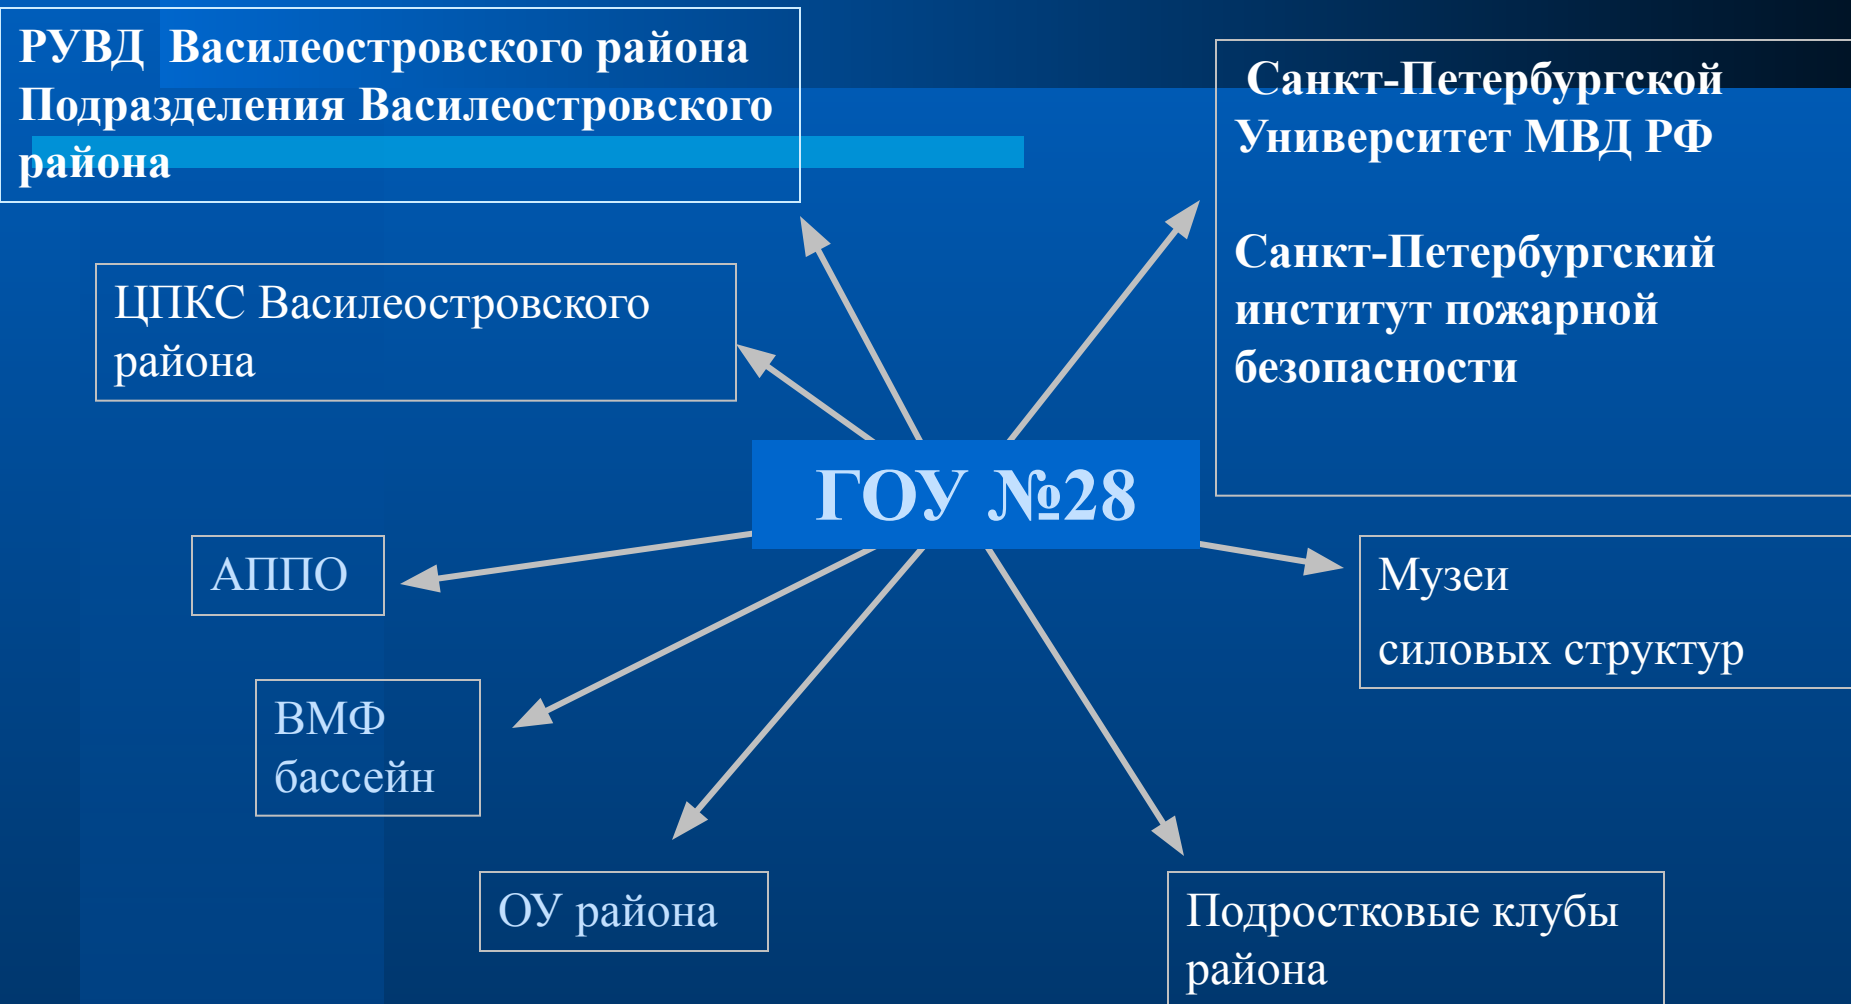 РУВД Василеостровского района
Подразделения Василеостровского
района
Санкт-Петербургской
Университет МВД РФ
Санкт-Петербургский
институт пожарной
безопасности
ЦПКС Василеостровского
района
ГОУ №28
АППО
Музеи
силовых структур
ВМФ
бассейн
ОУ района
Подростковые клубы
района